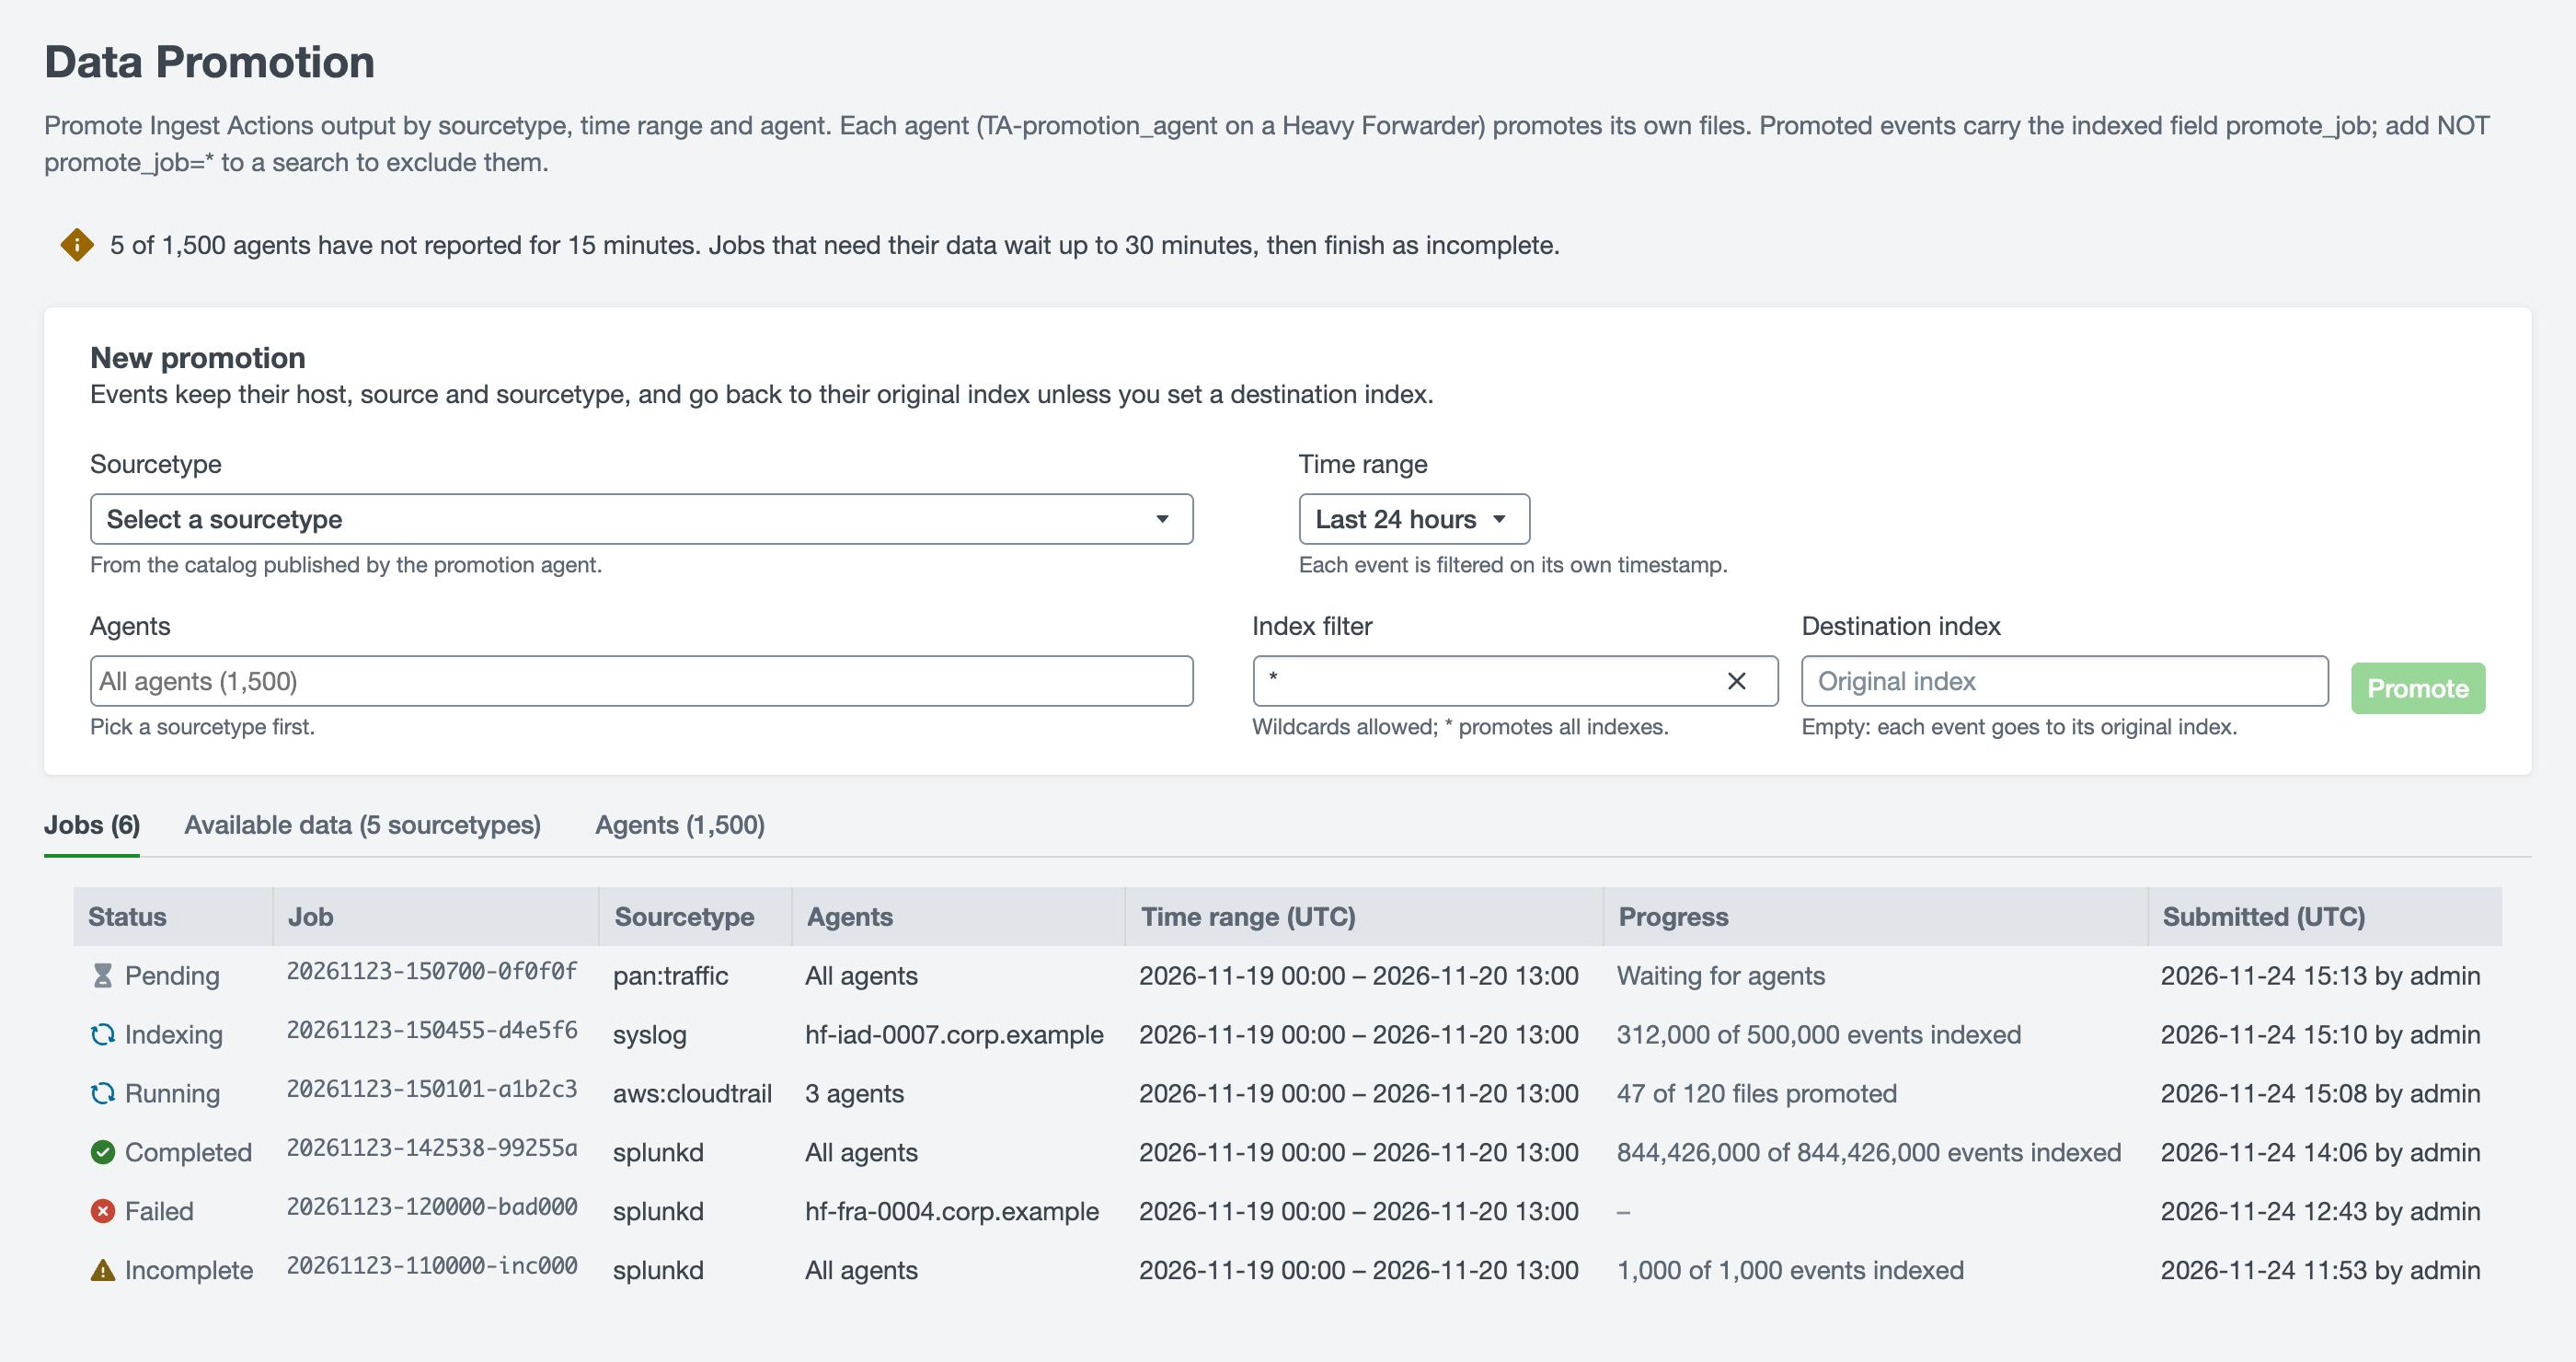 Data Promotion
Promote Ingest Actions output by sourcetype, time range and agent. Each agent (TA-promotion_agent on a Heavy Forwarder) promotes its own files. Promoted events carry the indexed field promote_job; add NOT
promote_job=* to a search to exclude them.
5 of 1,500 agents have not reported for 15 minutes. Jobs that need their data wait up to 30 minutes, then finish as incomplete.
New promotion
Events keep their host, source and sourcetype, and go back to their original index unless you set a destination index.
Sourcetype Time range
Select a sourcetype Last 24 hours
From the catalog published by the promotion agent. Each event is filtered on its own timestamp.
Agents Index filter Destination index
All agents (1,500) * Original index Promote
Pick a sourcetype first. Wildcards allowed; * promotes all indexes. Empty: each event goes to its original index.
Jobs (6) Available data (5 sourcetypes) Agents (1,500)
Status Job Sourcetype Agents Time range (UTC) Progress Submitted (UTC)
Pending 20261123-150700-0f0f0f pan:traffic All agents 2026-11-19 00:00 – 2026-11-20 13:00 Waiting for agents 2026-11-24 15:13 by admin
Indexing 20261123-150455-d4e5f6 syslog hf-iad-0007.corp.example 2026-11-19 00:00 – 2026-11-20 13:00 312,000 of 500,000 events indexed 2026-11-24 15:10 by admin
Running 20261123-150101-a1b2c3 aws:cloudtrail 3 agents 2026-11-19 00:00 – 2026-11-20 13:00 47 of 120 files promoted 2026-11-24 15:08 by admin
Completed 20261123-142538-99255a splunkd All agents 2026-11-19 00:00 – 2026-11-20 13:00 844,426,000 of 844,426,000 events indexed 2026-11-24 14:06 by admin
Failed 20261123-120000-bad000 splunkd hf-fra-0004.corp.example 2026-11-19 00:00 – 2026-11-20 13:00 – 2026-11-24 12:43 by admin
Incomplete 20261123-110000-inc000 splunkd All agents 2026-11-19 00:00 – 2026-11-20 13:00 1,000 of 1,000 events indexed 2026-11-24 11:53 by admin